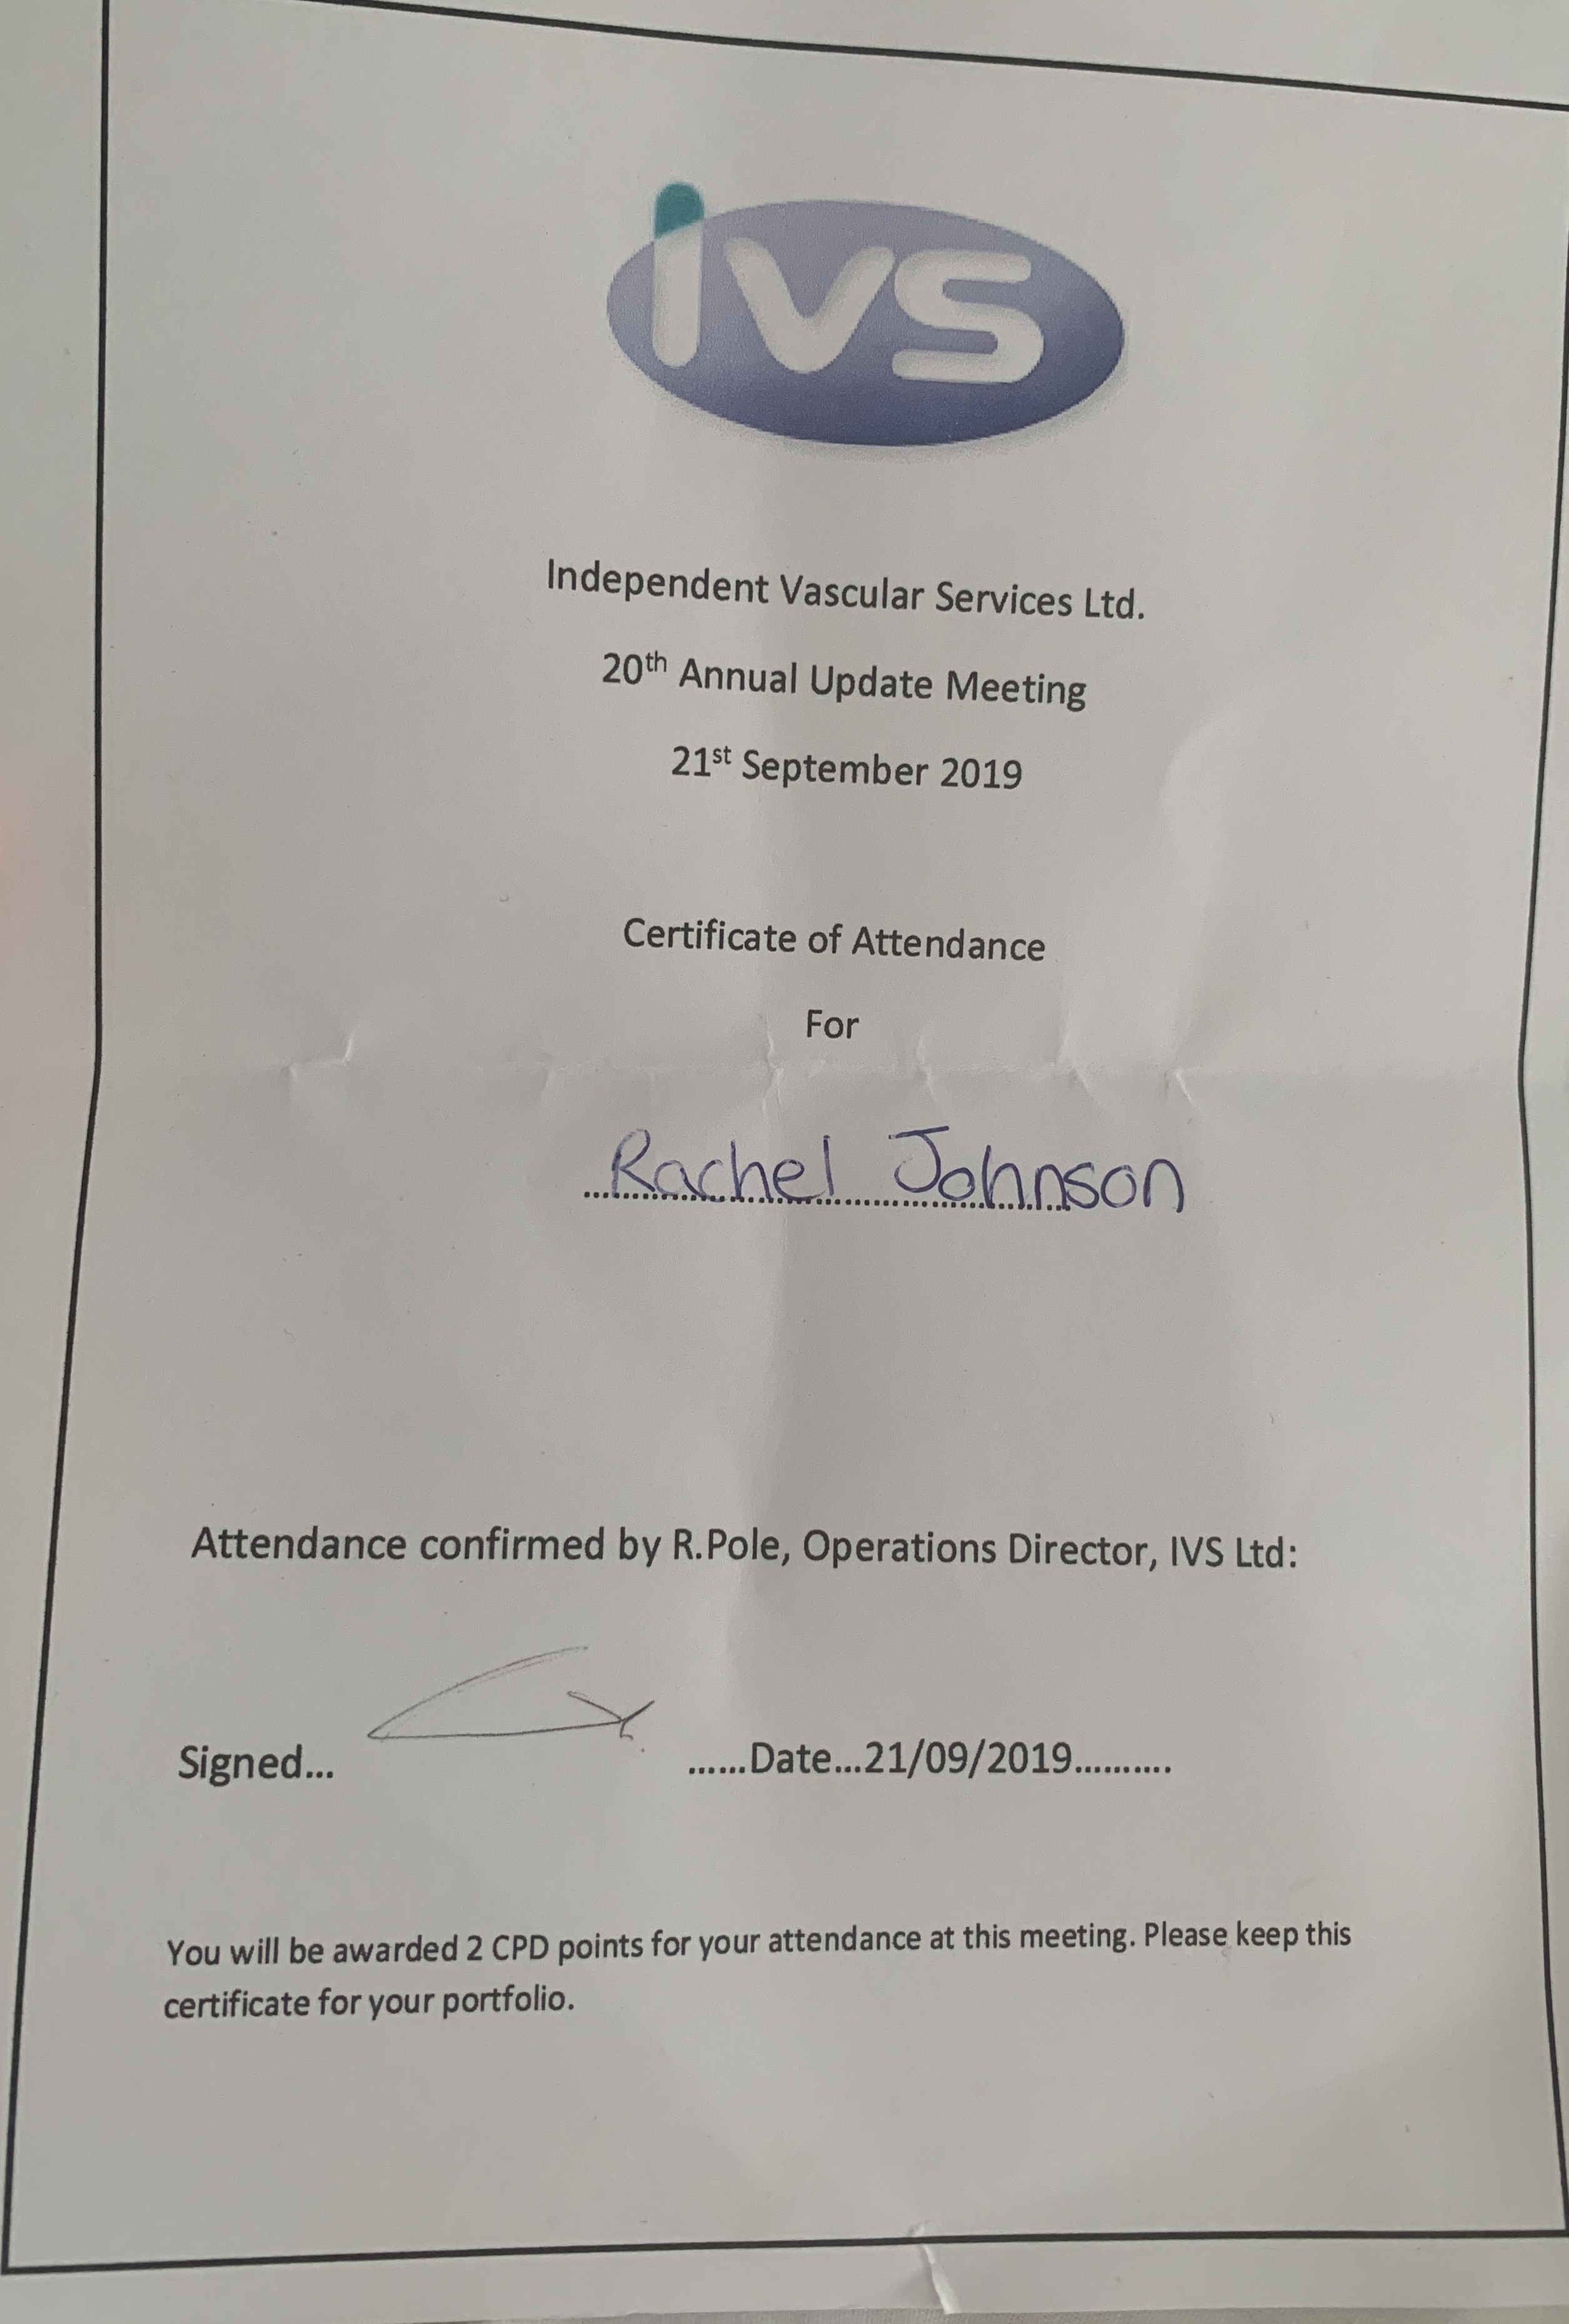 ivs
Independent Vascular Services Ltd.
20th Annual Update Meeting
21st September 2019
Certificate of Attendance
For
Rachel Johnson
Attendance confirmed by R.Pole, Operations Director, IVS Ltd:
Signed... ......Date...21/09/2019..........
You will be awarded 2 CPD points for your attendance at this meeting. Please keep this
certificate for your portfolio.